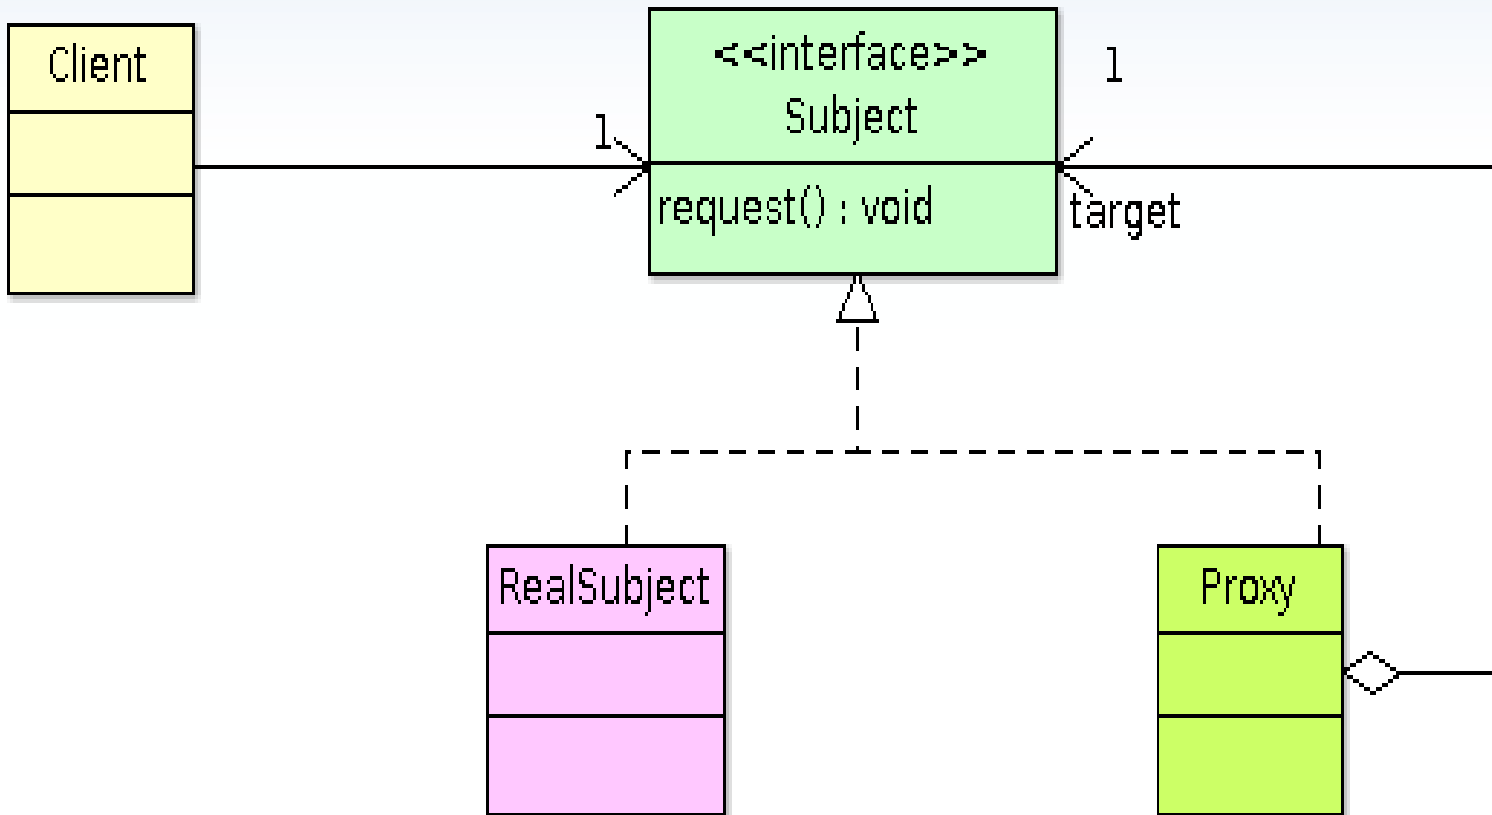 Client
<<interface>>
Subject
request() : void
1
1
target
RealSubject
Proxy